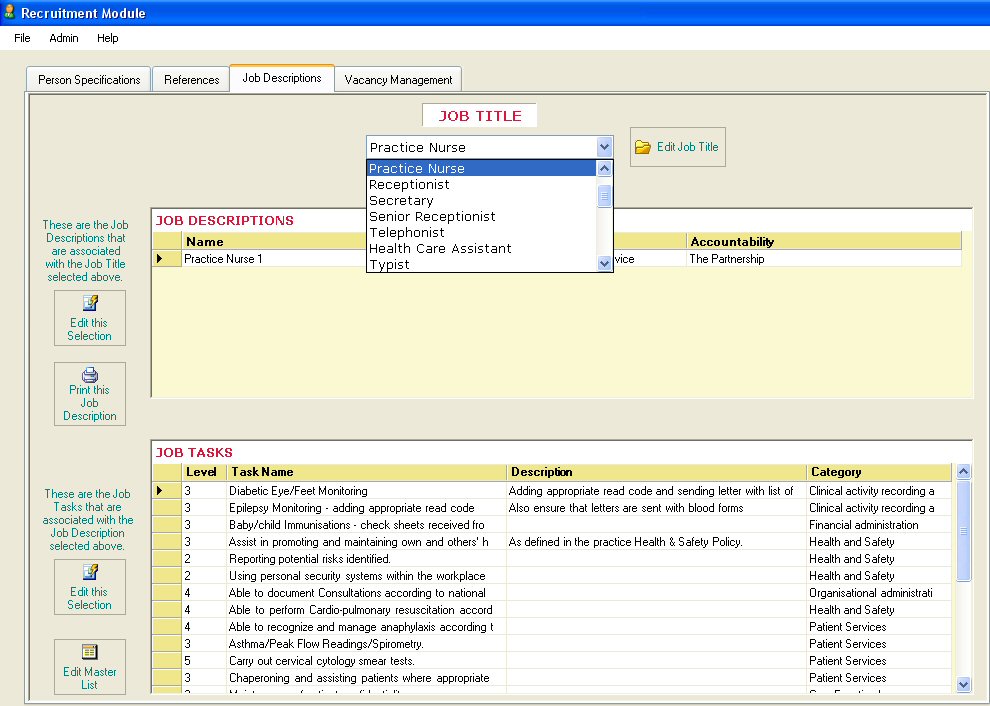 Recruitment Module
File Admin Help
Person Specifications References Job Descriptions Vacancy Management
JOB TITLE
Practice Nurse
Edit Job Title
Practice Nurse
Receptionist
Secretary
Senior Receptionist
Telephonist
Health Care Assistant
Typist
These are the Job
Descriptions that
are associated
with the Job Title
selected above.
Edit this
Selection
Print this
Job
Description
JOB DESCRIPTIONS
Name Accountability
Practice Nurse 1 vice The Partnership
These are the Job
Tasks that are
associated with the
Job Description
selected above.
Edit this
Selection
Edit Master
List
JOB TASKS
Level Task Name Description Category
3 Diabetic Eye/Feet Monitoring Adding appropriate read code and sending letter with list of Clinical activity recording a
3 Epilepsy Monitoring - adding appropriate read code Also ensure that letters are sent with blood forms Clinical activity recording a
3 Baby/child Immunisations - check sheets received fro Financial administration
3 Assist in promoting and maintaining own and others' h As defined in the practice Health & Safety Policy. Health and Safety
2 Reporting potential risks identified. Health and Safety
2 Using personal security systems within the workplace Health and Safety
4 Able to document Consultations according to national Organisational administrati
4 Able to perform Cardio-pulmonary resuscitation accord Health and Safety
4 Able to recognize and manage anaphylaxis according t Patient Services
3 Asthma/Peak Flow Readings/Spirometry. Patient Services
5 Carry out cervical cytology smear tests. Patient Services
3 Chaperoning and assisting patients where appropriate Patient Services